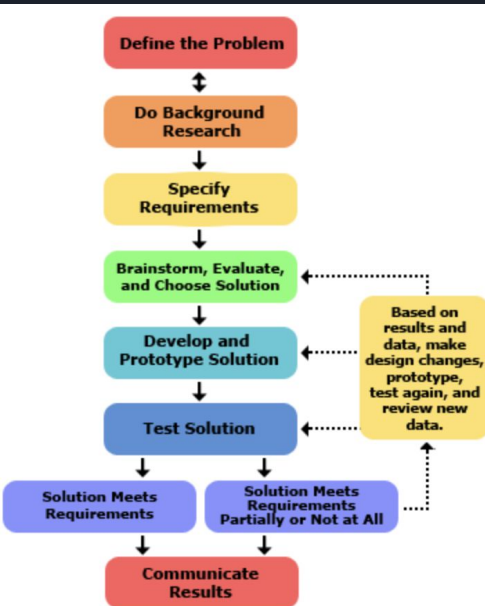 Define the Problem
Do Background
Research
Specify
Requirements
Brainstorm, Evaluate,
and Choose Solution
Develop and
Prototype Solution
Test Solution
Based on
results and
data, make
design changes,
prototype,
test again, and
review new
data.
Solution Meets
Requirements
Solution Meets
Requirements
Partially or Not at All
Communicate
Results